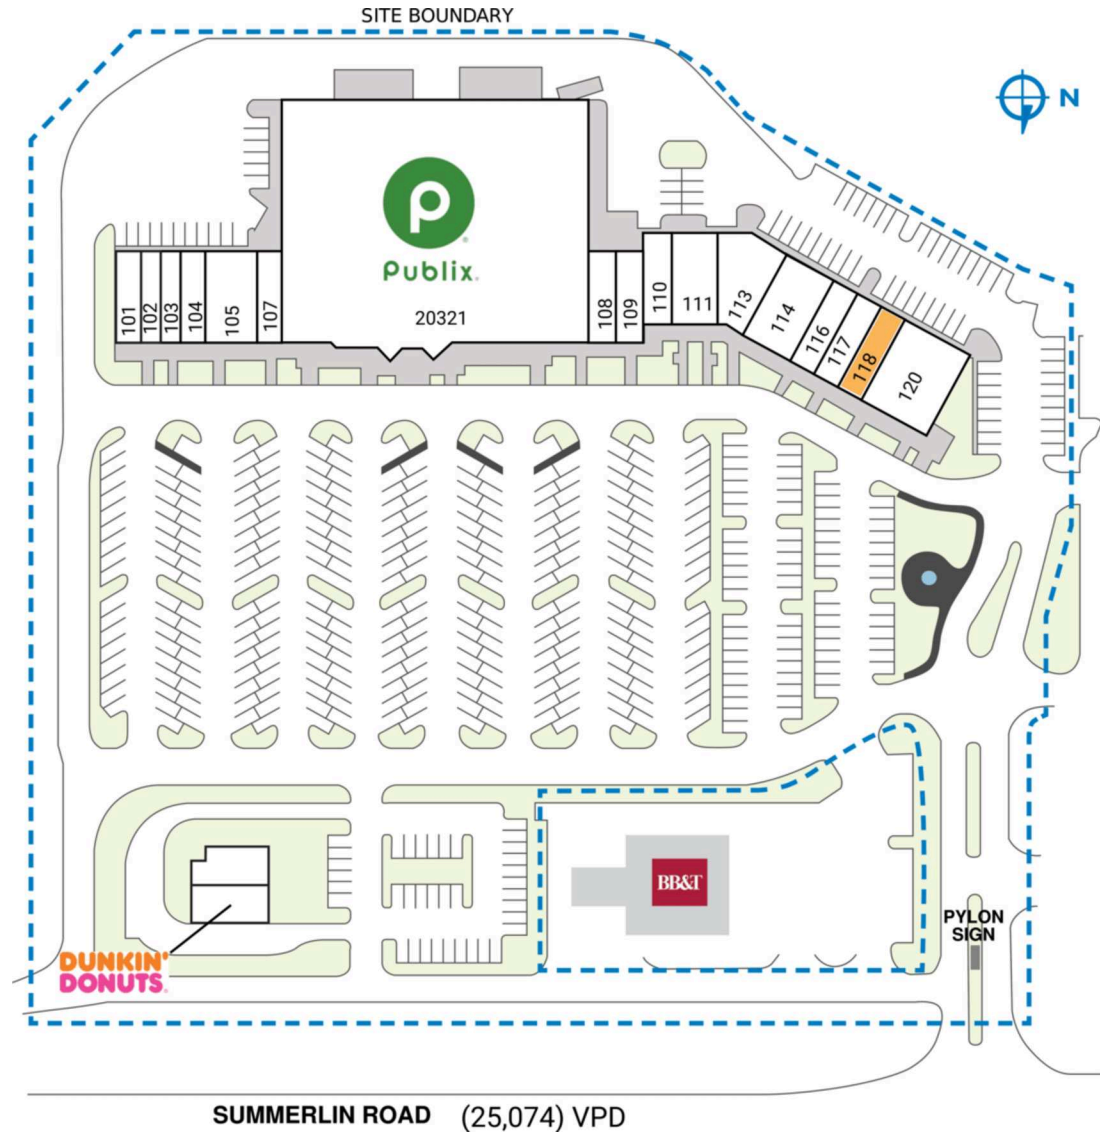 SITE BOUNDARY
N
Publix.
20321
101
102
103
104
105
107
108
109
110
111
113
114
116
117
118
120
BB&T
PYLON
SIGN
DUNKIN'
DONUTS
SUMMERLIN ROAD (25,074) VPD